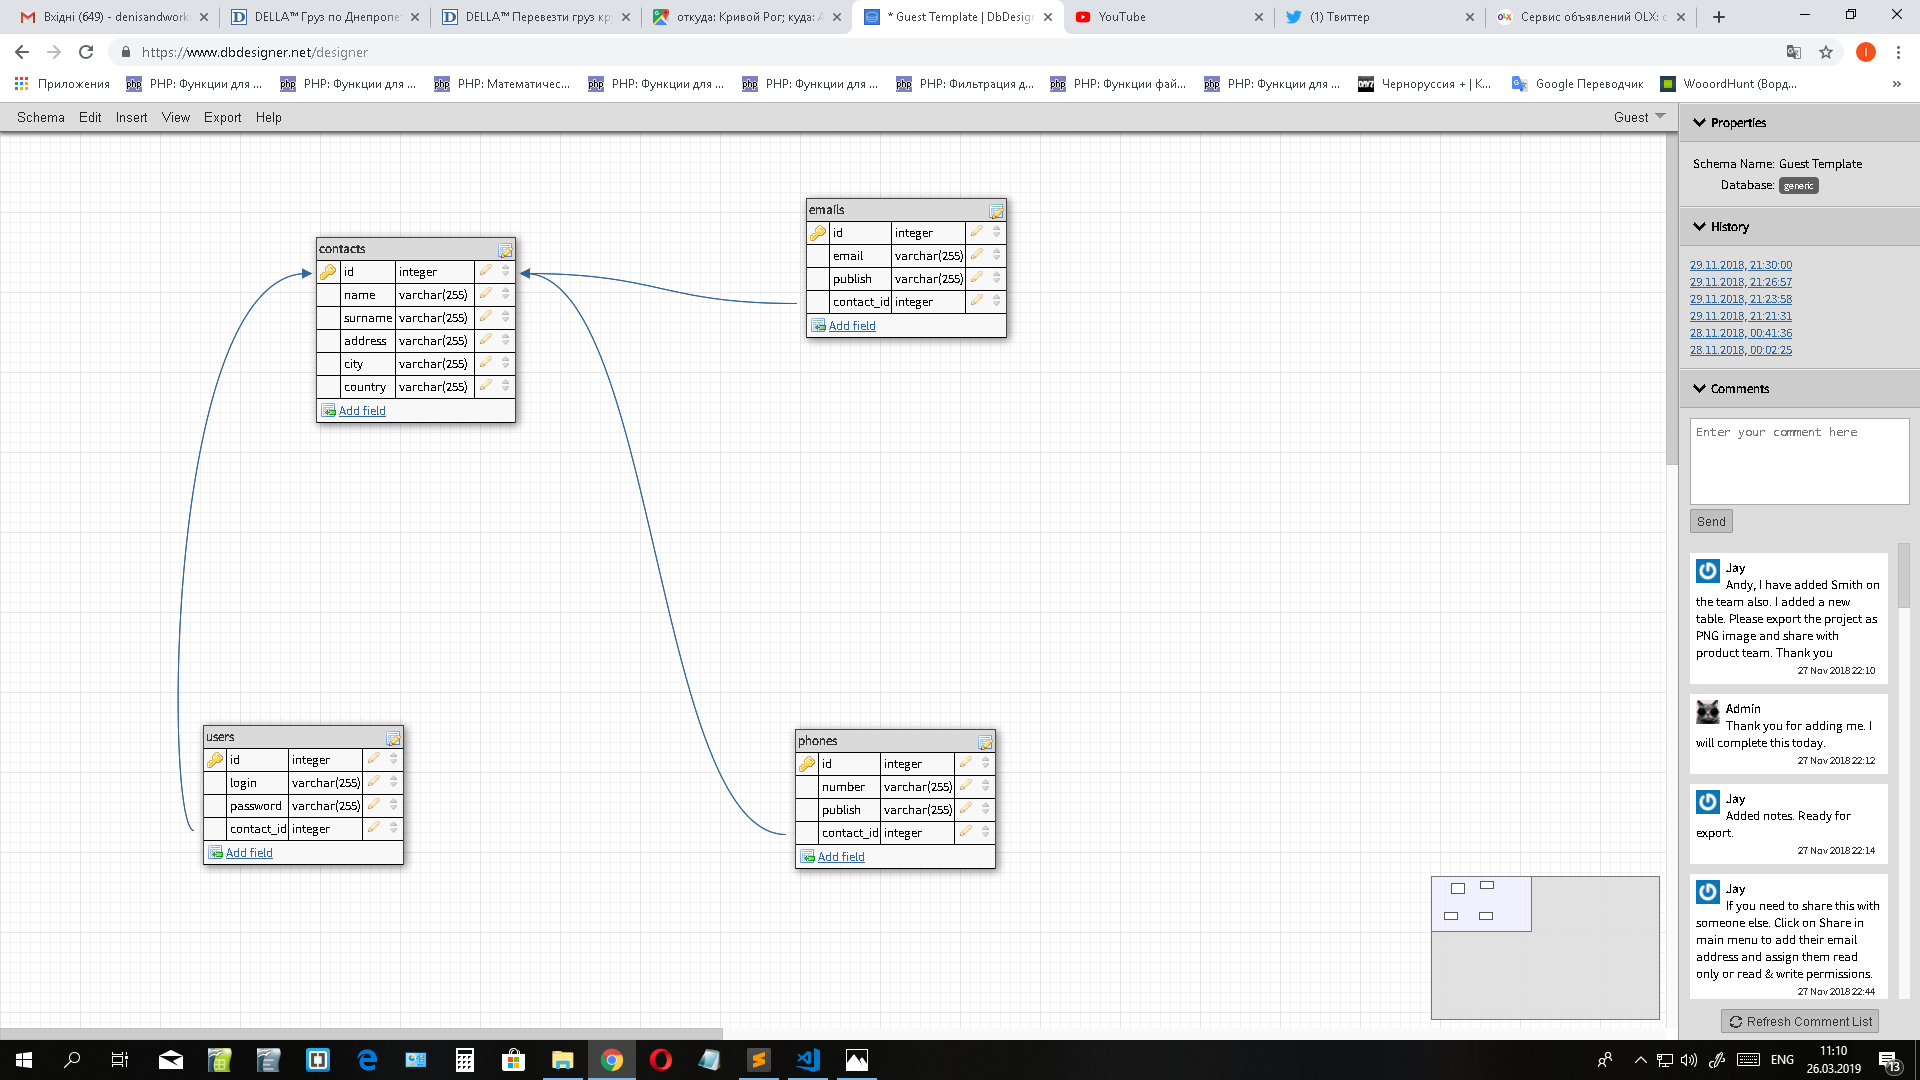 Вхідні (649) - denisandwork
DELLA™ Груз по Днепропет
DELLA™ Перевезти груз кр
откуда: Кривой Рог; куда: А
* Guest Template | DbDesign
YouTube
(1) Твиттер
Сервис объявлений OLX: с
https://www.dbdesigner.net/designer
Приложения
PHP: Функции для ...
PHP: Функции для ...
PHP: Математичес...
PHP: Функции для ...
PHP: Функции для ...
PHP: Фильтрация д...
PHP: Функции фай...
PHP: Функции для ...
Чернoруссия + | К...
Google Переводчик
WooordHunt (Ворд...
Schema Edit Insert View Export Help
Guest
contacts
id integer
name varchar(255)
surname varchar(255)
address varchar(255)
city varchar(255)
country varchar(255)
Add field
emails
id integer
email varchar(255)
publish varchar(255)
contact_id integer
Add field
users
id integer
login varchar(255)
password varchar(255)
contact_id integer
Add field
phones
id integer
number varchar(255)
publish varchar(255)
contact_id integer
Add field
Properties
Schema Name: Guest Template
Database: generic
History
29.11.2018, 21:30:00
29.11.2018, 21:26:57
29.11.2018, 21:23:58
29.11.2018, 21:21:31
28.11.2018, 00:41:36
28.11.2018, 00:02:25
Comments
Enter your comment here
Send
Jay
Andy, I have added Smith on
the team also. I added a new
table. Please export the project as
PNG image and share with
product team. Thank you
27 Nov 2018 22:10
Admin
Thank you for adding me. I
will complete this today.
27 Nov 2018 22:12
Jay
Added notes. Ready for
export.
27 Nov 2018 22:14
Jay
If you need to share this with
someone else. Click on Share in
main menu to add their email
address and assign them read
only or read & write permissions.
27 Nov 2018 22:44
Refresh Comment List
ENG
11:10
26.03.2019
13